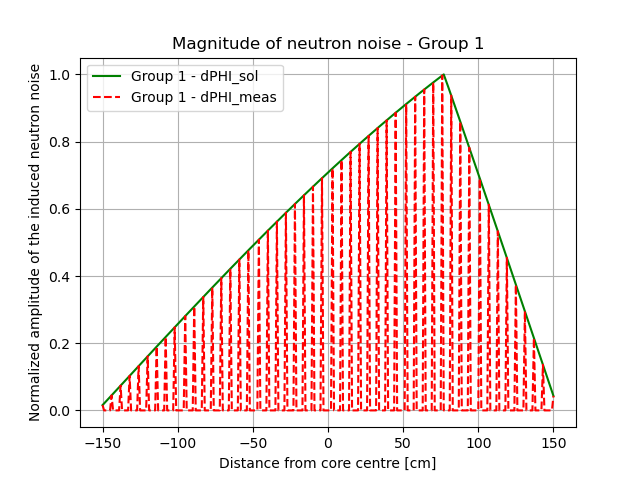 Magnitude of neutron noise - Group 1
Group 1 - dPHI_sol
Group 1 - dPHI_meas
Normalized amplitude of the induced neutron noise
1.0
0.8
0.6
0.4
0.2
0.0
−150 −100 −50 0 50 100 150
Distance from core centre [cm]